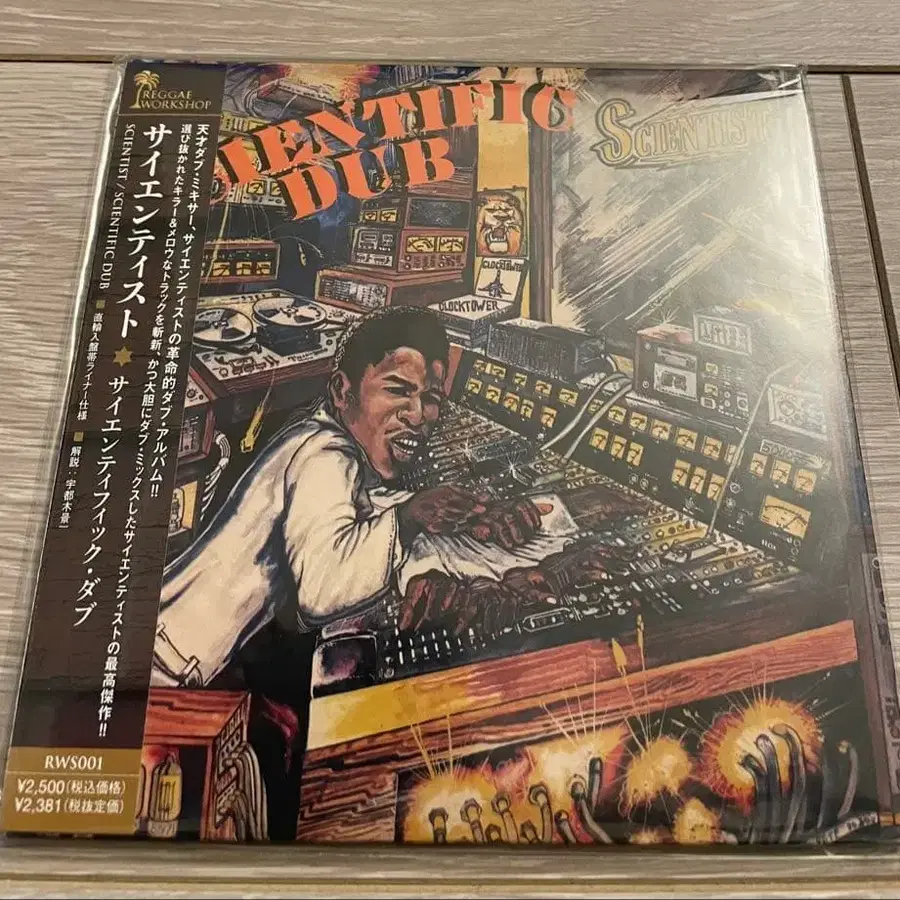 REGGAE
WORKSHOP
天才ダブ・ミキサー、サイエンティストの革命的ダブ・アルバム!!
選び抜かれたキラー&メロウなトラックを斬新、かつ大胆にダブ・ミックスしたサイエンティストの最高傑作!!
サイエンティスト ✡ サイエンティフィック・ダブ
SCIENTIST / SCIENTIFIC DUB ■ 直輸入盤帯ライナー仕様 ■ 解説:宇都木景一
RWS001
¥2,500(税込価格)
¥2,381(税抜定価)
IENTIFIC
DUB
SCIENTIST
CLOCKTOWER